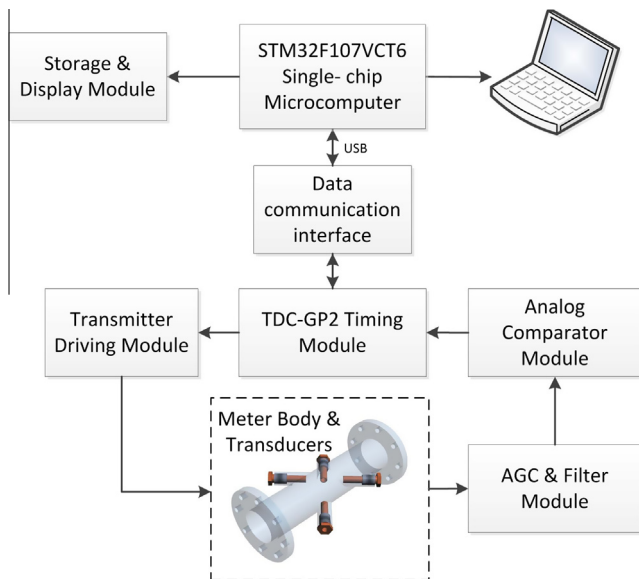 Storage &
Display Module
STM32F107VCT6
Single- chip
Microcomputer
USB
Data
communication
interface
Transmitter
Driving Module
TDC-GP2 Timing
Module
Analog
Comparator
Module
Meter Body &
Transducers
AGC & Filter
Module